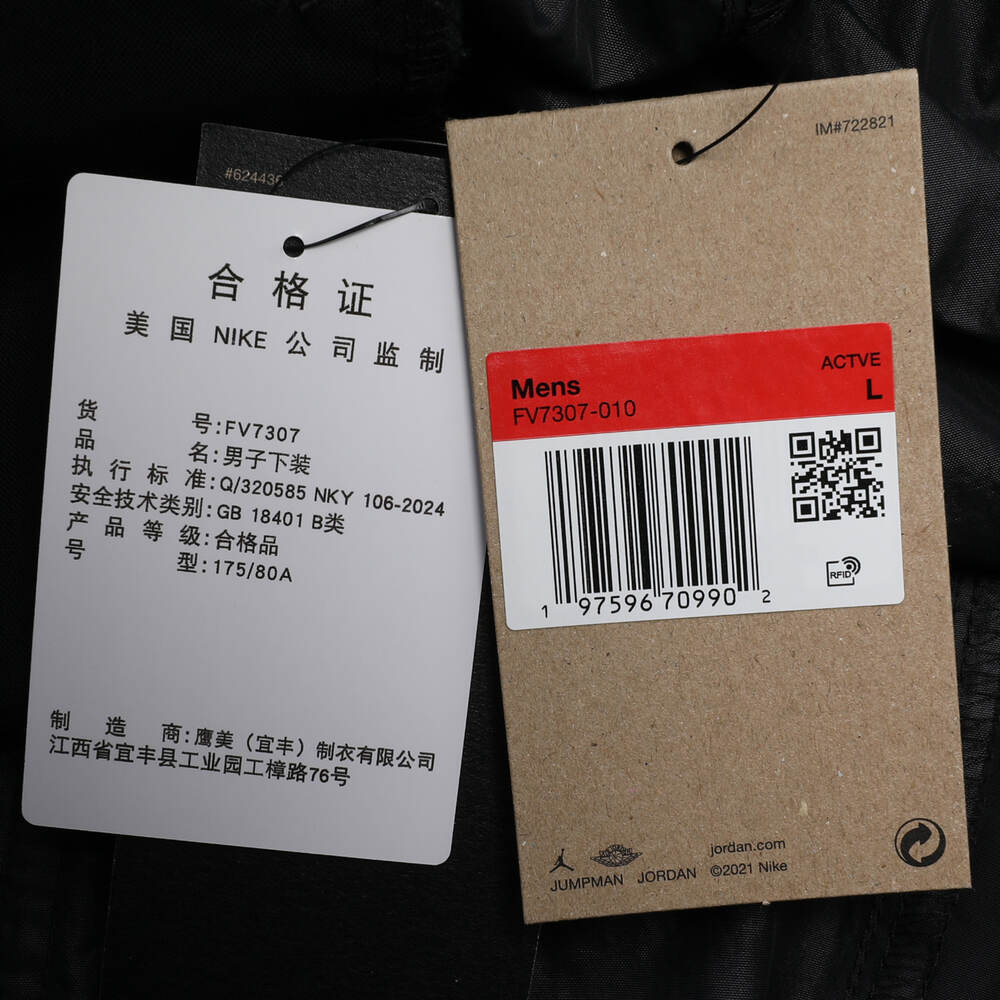 #624436
合格证
美国 NIKE 公司监制
货号:FV7307
品名:男子下装
执行标准:Q/320585 NKY 106-2024
安全技术类别:GB 18401 B类
产品等级:合格品
号型:175/80A
制造商:鹰美（宜丰）制衣有限公司
江西省宜丰县工业园工樟路76号
IM#722821
ACTVE
Mens L
FV7307-010
1 97596 70990 2
RFID
jordan.com
JUMPMAN JORDAN ©2021 Nike